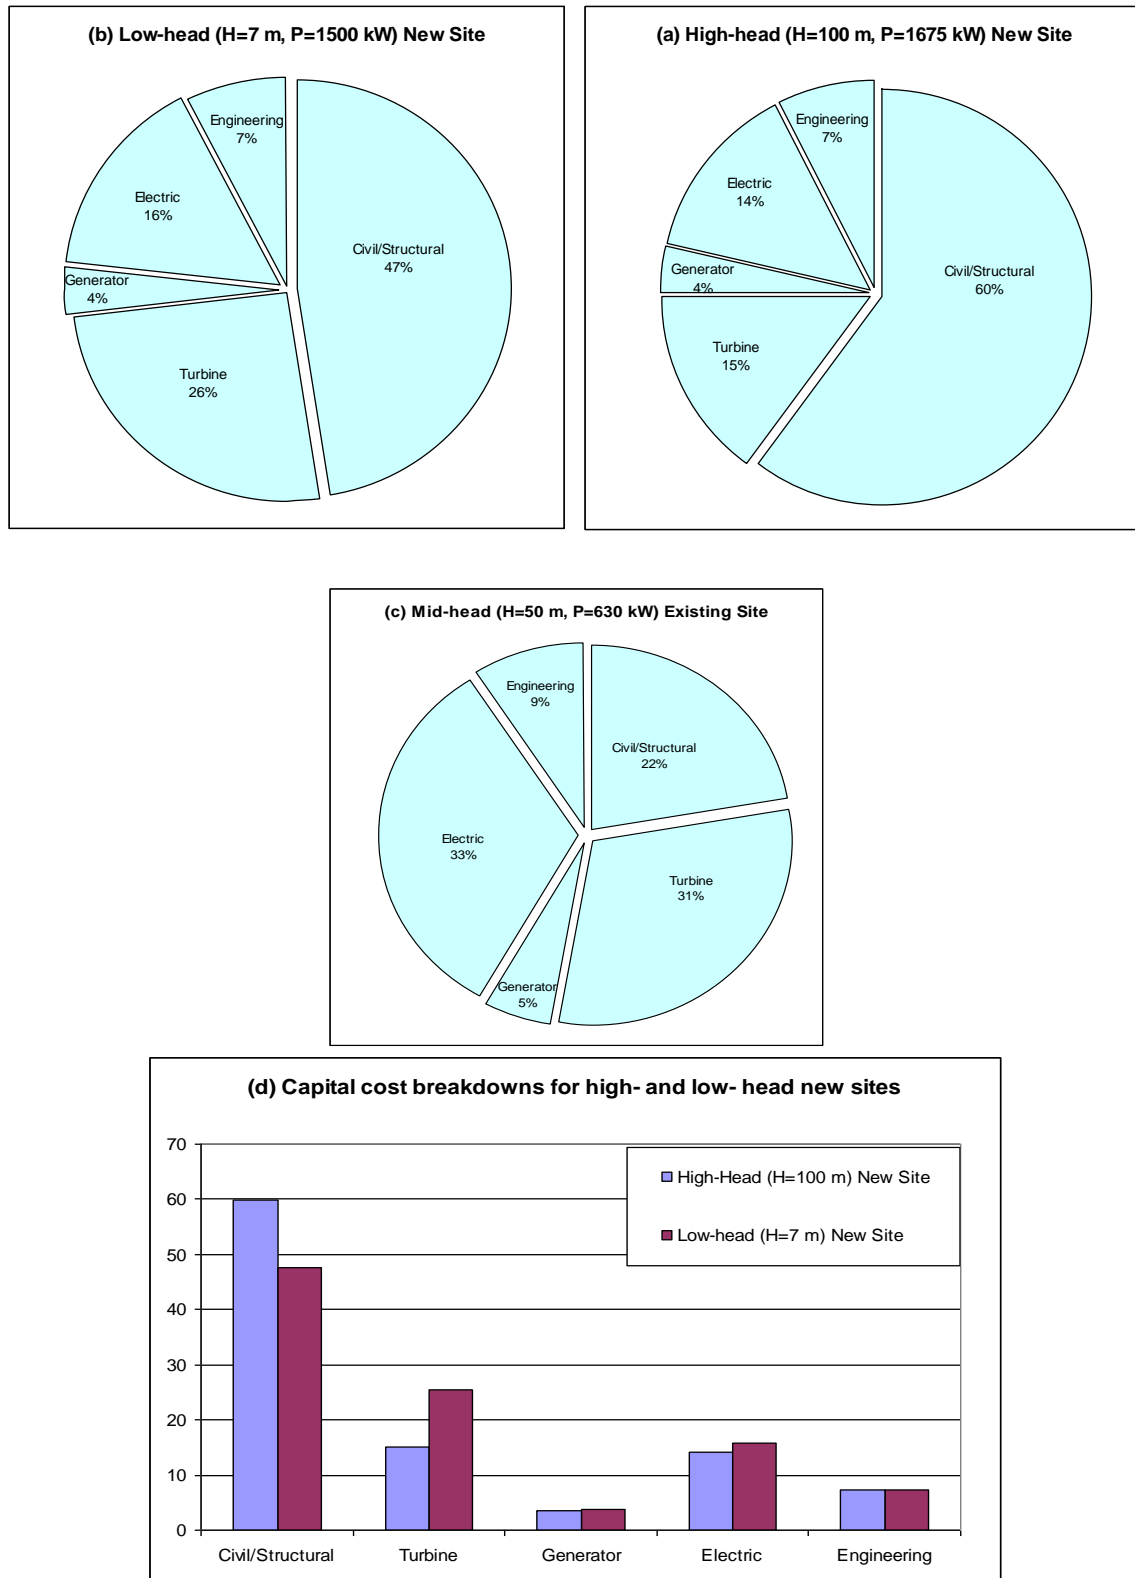 (b) Low-head (H=7 m, P=1500 kW) New Site
Engineering
7%
Electric
16%
Civil/Structural
47%
Generator
4%
Turbine
26%
(a) High-head (H=100 m, P=1675 kW) New Site
Engineering
7%
Electric
14%
Generator
4%
Civil/Structural
60%
Turbine
15%
(c) Mid-head (H=50 m, P=630 kW) Existing Site
Engineering
9%
Civil/Structural
22%
Electric
33%
Turbine
31%
Generator
5%
(d) Capital cost breakdowns for high- and low- head new sites
70
60
50
40
30
20
10
0
High-Head (H=100 m) New Site
Low-head (H=7 m) New Site
Civil/Structural
Turbine
Generator
Electric
Engineering